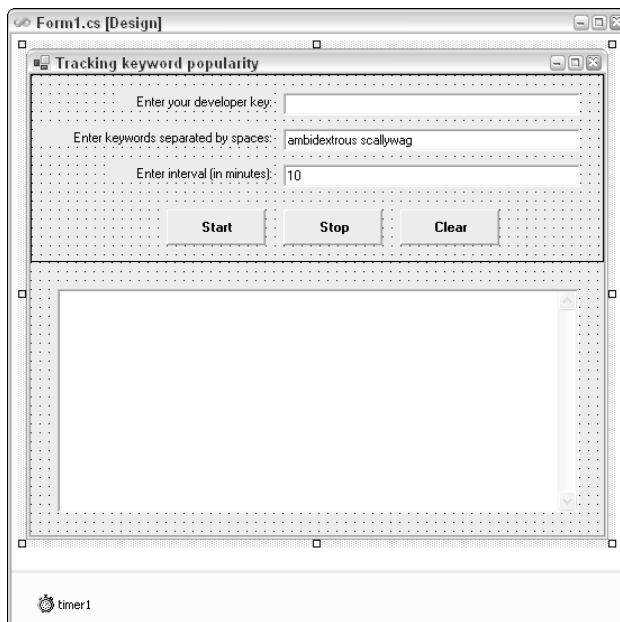 Form1.cs [Design]
Tracking keyword popularity
Enter your developer key:
Enter keywords separated by spaces: ambidextrous scallywag
Enter interval (in minutes): 10
Start Stop Clear
timer1